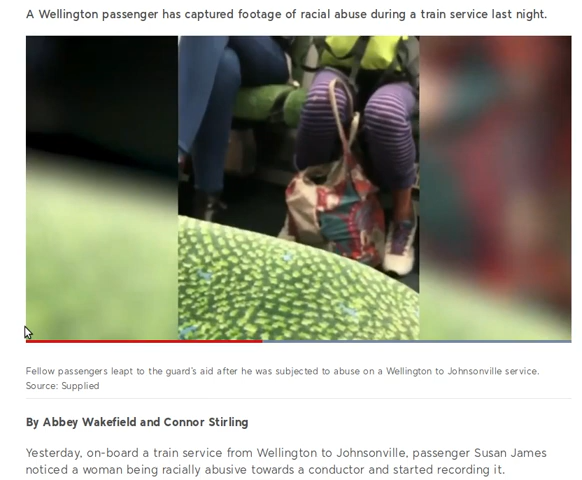 A Wellington passenger has captured footage of racial abuse during a train service last night.
Fellow passengers leapt to the guard's aid after he was subjected to abuse on a Wellington to Johnsonville service.
Source: Supplied
By Abbey Wakefield and Connor Stirling
Yesterday, on-board a train service from Wellington to Johnsonville, passenger Susan James
noticed a woman being racially abusive towards a conductor and started recording it.